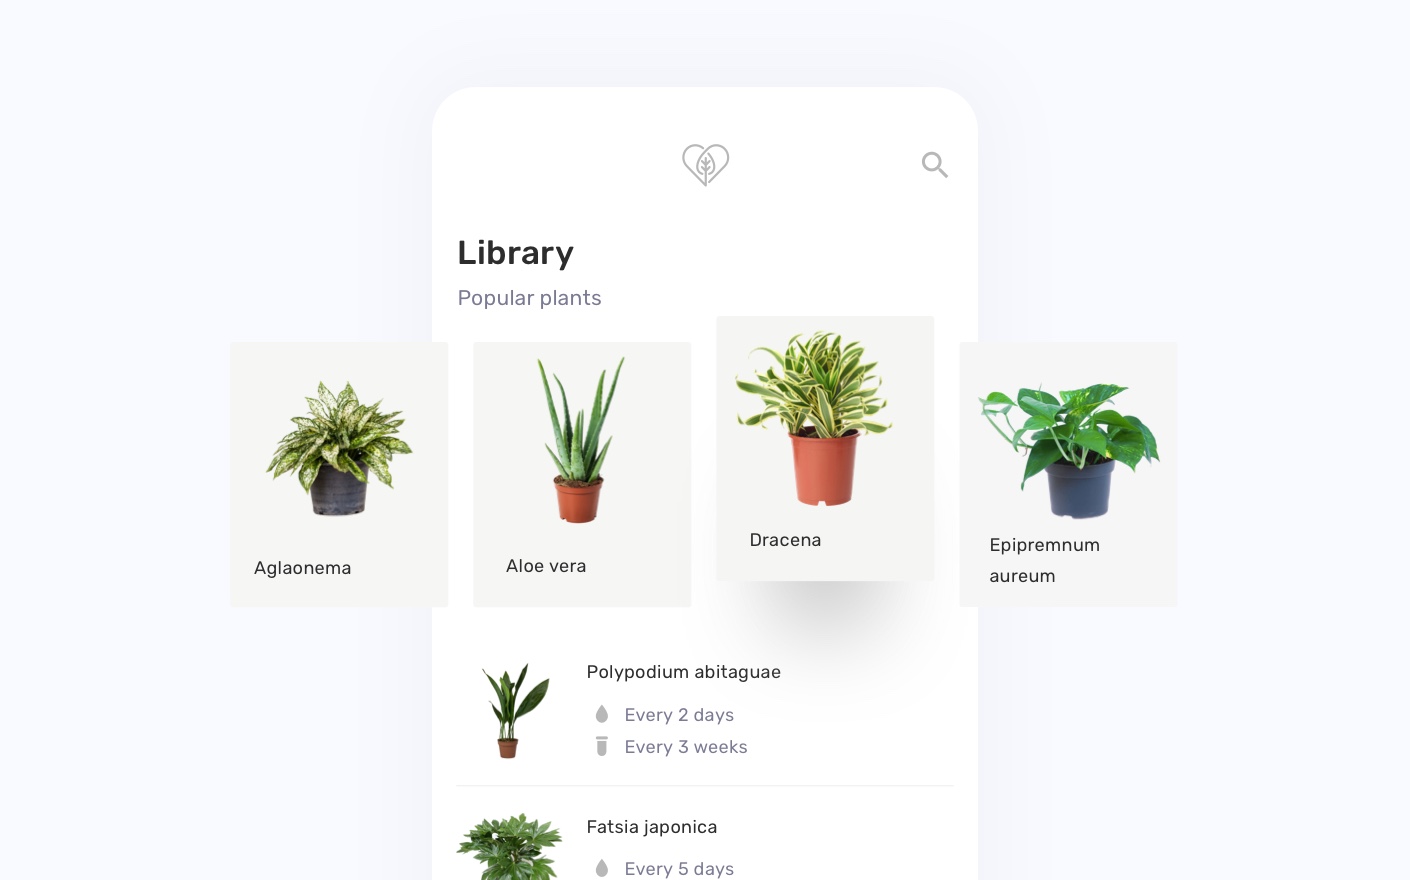 Library
Popular plants
Aglaonema
Aloe vera
Dracena
Epipremnum
aureum
Polypodium abitaguae
Every 2 days
Every 3 weeks
Fatsia japonica
Every 5 days